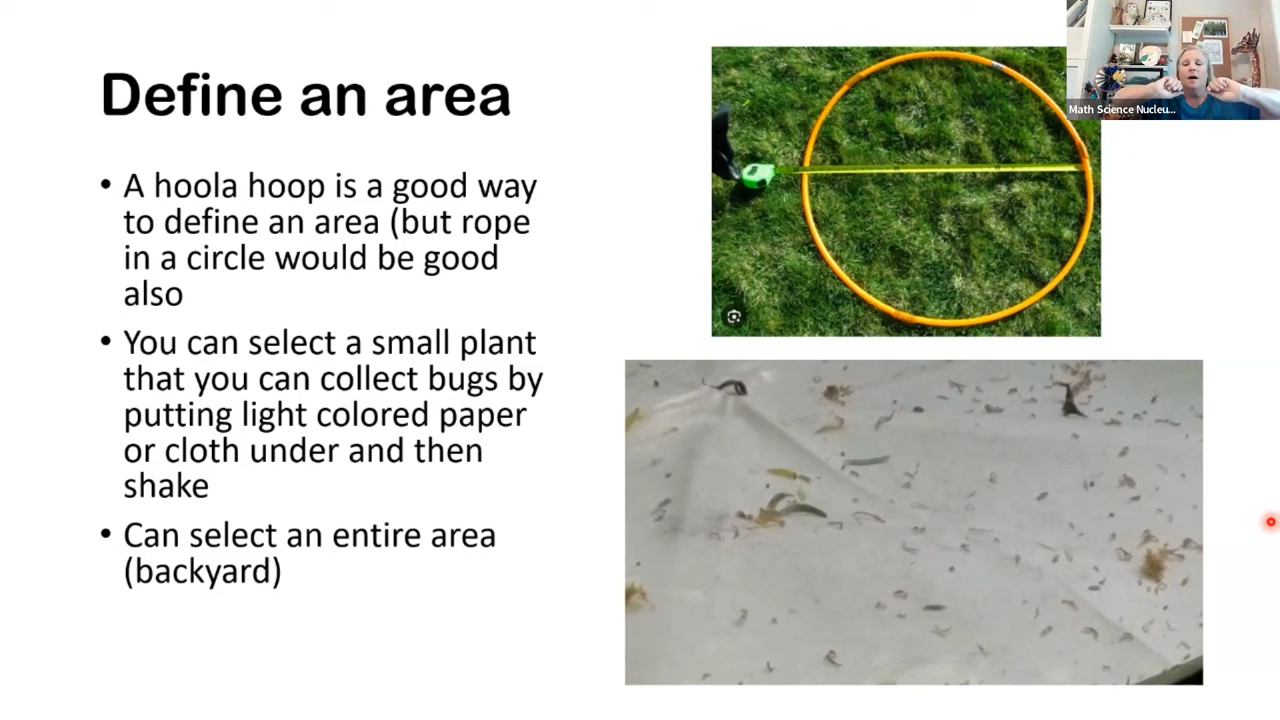 Define an area
• A hoola hoop is a good way
to define an area (but rope
in a circle would be good
also
• You can select a small plant
that you can collect bugs by
putting light colored paper
or cloth under and then
shake
• Can select an entire area
(backyard)
Math Science Nucleu...